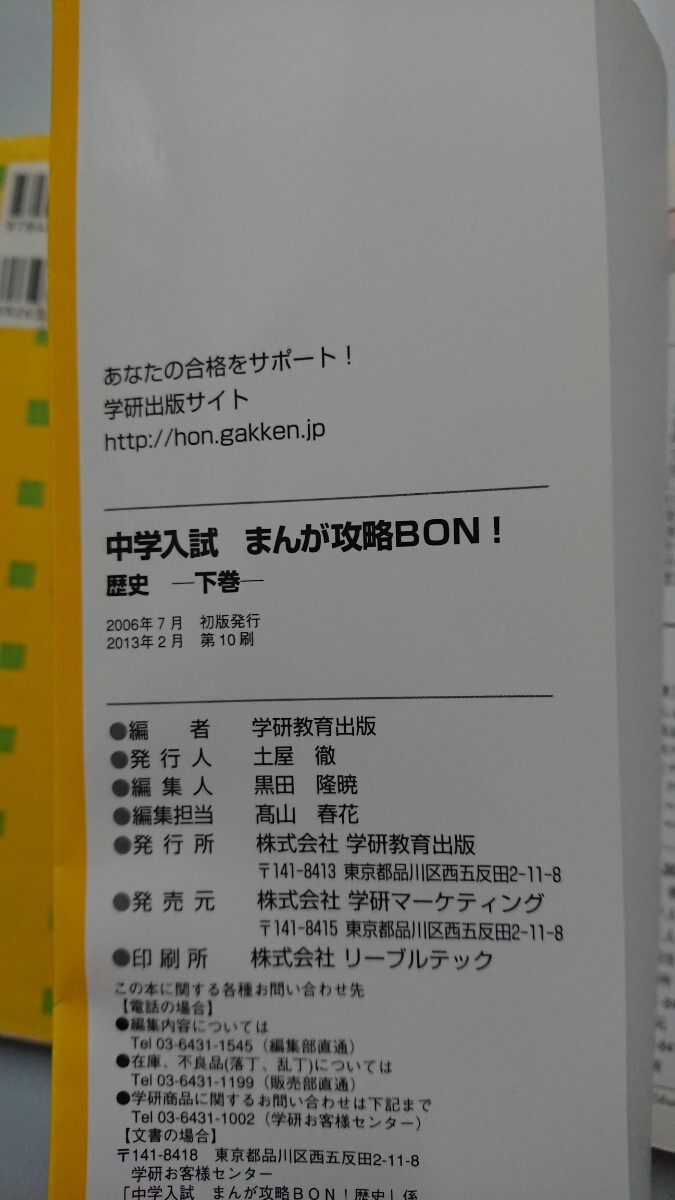 あなたの合格をサポート！
学研出版サイト
http://hon.gakken.jp
中学入試　まんが攻略BON！
歴史　―下巻―
2006年7月　初版発行
2013年2月　第10刷
●編　　者　学研教育出版
●発 行 人　土屋　徹
●編 集 人　黒田　隆暁
●編集担当　髙山　春花
●発 行 所　株式会社 学研教育出版
〒141-8413 東京都品川区西五反田2-11-8
●発 売 元　株式会社 学研マーケティング
〒141-8415 東京都品川区西五反田2-11-8
●印 刷 所　株式会社 リーブルテック
この本に関する各種お問い合わせ先
【電話の場合】
●編集内容については
Tel 03-6431-1545（編集部直通）
●在庫、不良品(落丁、乱丁)については
Tel 03-6431-1199（販売部直通）
●学研商品に関するお問い合わせは下記まで
Tel 03-6431-1002（学研お客様センター）
【文書の場合】
〒141-8418　東京都品川区西五反田2-11-8
学研お客様センター
「中学入試　まんが攻略BON！歴史」係